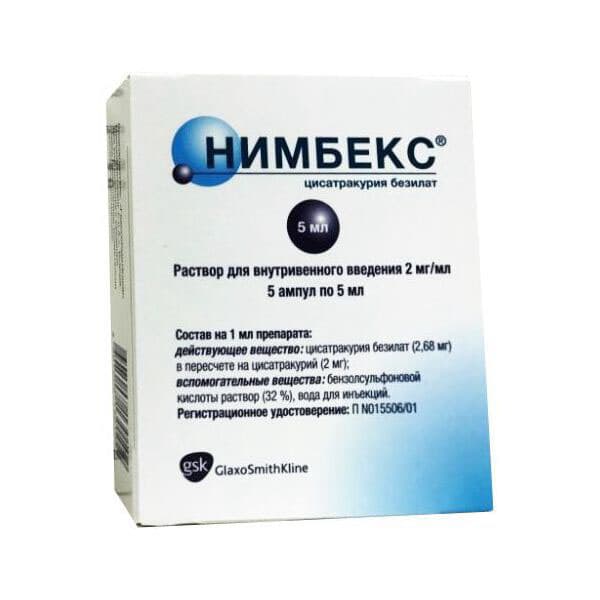 НИМБЕКС®
цисатракурия безилат
5 мл
Раствор для внутривенного введения 2 мг/мл
5 ампул по 5 мл
Состав на 1 мл препарата:
действующее вещество: цисатракурия безилат (2,68 мг)
в пересчете на цисатракурий (2 мг);
вспомогательные вещества: бензолсульфоновой
кислоты раствор (32 %), вода для инъекций.
Регистрационное удостоверение: П N015506/01
gsk GlaxoSmithKline